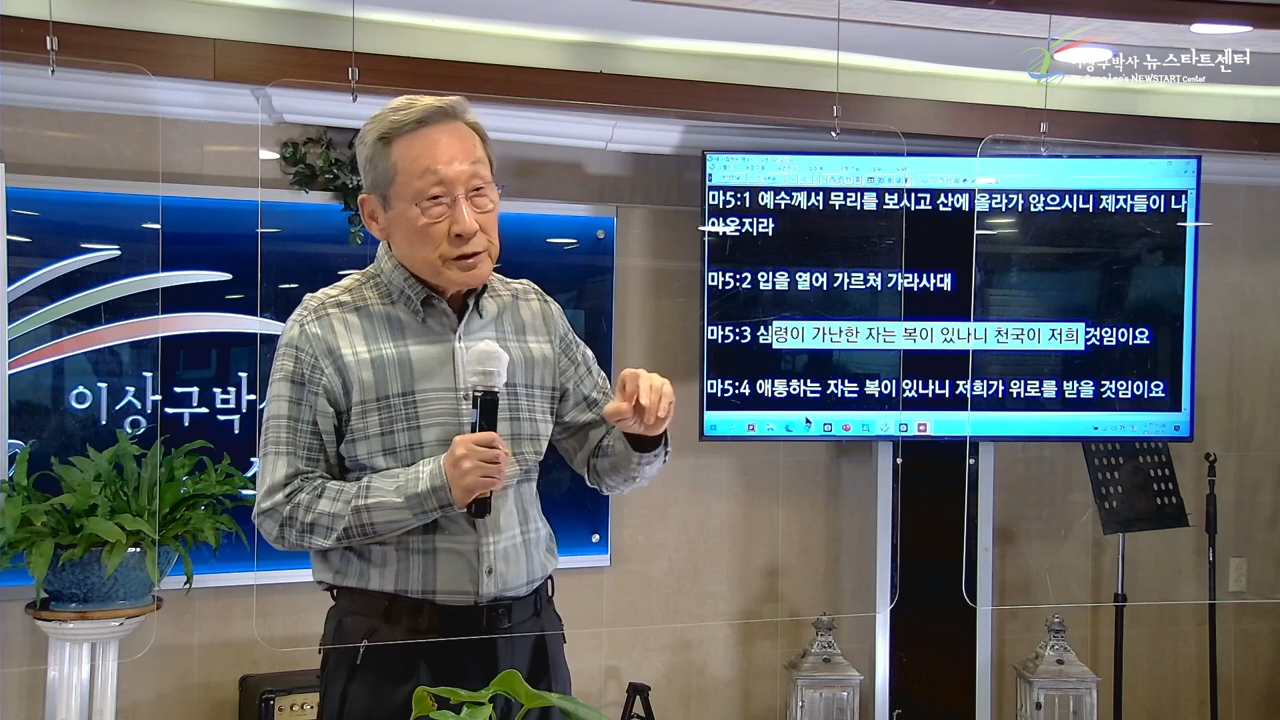 이상구박사 뉴스타트센터
Dr. Sang Lee's NEWSTART Center
마5:1 예수께서 무리를 보시고 산에 올라가 앉으시니 제자들이 나
아온지라
마5:2 입을 열어 가르쳐 가라사대
마5:3 심령이 가난한 자는 복이 있나니 천국이 저희 것임이요
마5:4 애통하는 자는 복이 있나니 저희가 위로를 받을 것임이요
이상구박